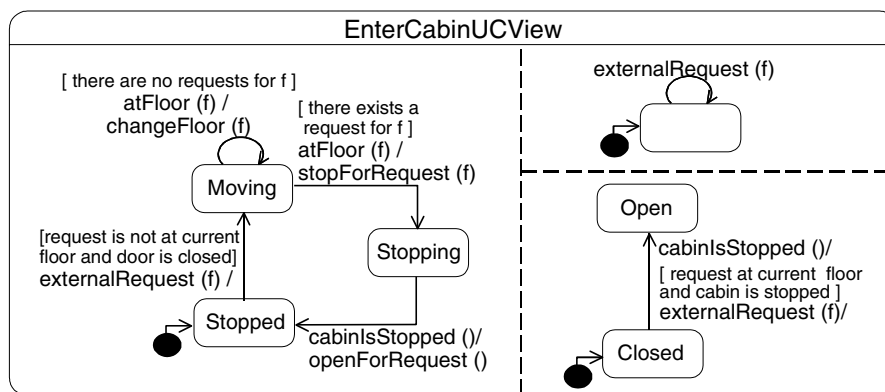 EnterCabinUCView
[ there are no requests for f ]
atFloor (f) /
changeFloor (f)
[ there exists a
request for f ]
atFloor (f) /
stopForRequest (f)
Moving
Stopping
[request is not at current
floor and door is closed]
externalRequest (f) /
Stopped
cabinIsStopped ()/
openForRequest ()
externalRequest (f)
Open
cabinIsStopped ()/
[ request at current floor
and cabin is stopped ]
externalRequest (f)/
Closed